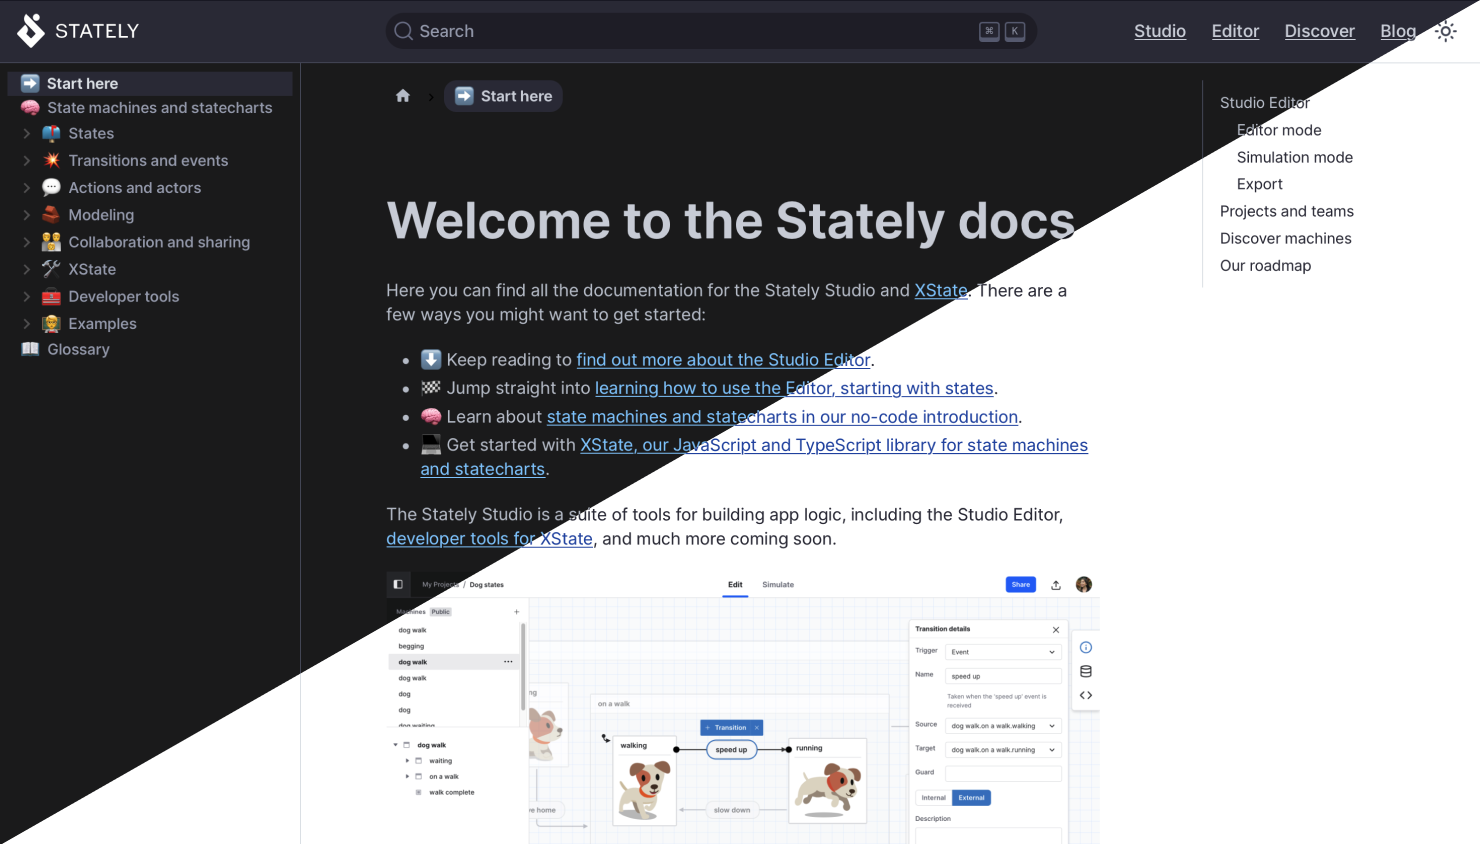 STATELY
Search
⌘ K
Studio
Editor
Discover
Blog
Start here
State machines and statecharts
States
Transitions and events
Actions and actors
Modeling
Collaboration and sharing
XState
Developer tools
Examples
Glossary
Start here
Welcome to the Stately docs
Here you can find all the documentation for the Stately Studio and XState. There are a
few ways you might want to get started:
Keep reading to find out more about the Studio Editor.
Jump straight into learning how to use the Editor, starting with states.
Learn about state machines and statecharts in our no-code introduction.
Get started with XState, our JavaScript and TypeScript library for state machines
and statecharts.
The Stately Studio is a suite of tools for building app logic, including the Studio Editor,
developer tools for XState, and much more coming soon.
My Projects / Dog states
Edit
Simulate
Share
Machines Public +
dog walk
begging
dog walk
dog walk
dog
dog
dog waiting
dog walk
waiting
on a walk
walk complete
ng
on a walk
+ Transition ×
walking
speed up
running
ve home
slow down
Transition details
Trigger Event
Name speed up
Taken when the 'speed up' event is
received
Source dog walk.on a walk.walking
Target dog walk.on a walk.running
Guard
Internal External
Description
Studio Editor
Editor mode
Simulation mode
Export
Projects and teams
Discover machines
Our roadmap